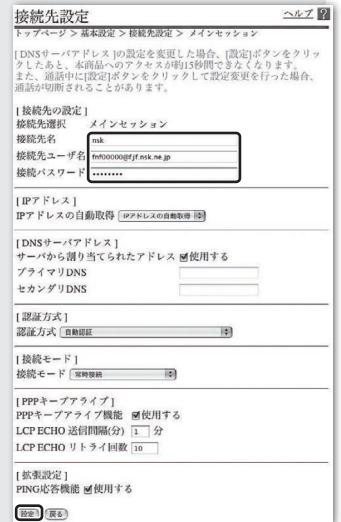 接続先設定
ヘルプ ?
トップページ > 基本設定 > 接続先設定 > メインセッション
[DNSサーバアドレス]の設定を変更した場合、[設定]ボタンをクリッ
クしたあと、本商品へのアクセスが約15秒間できなくなります。
また、通話中に[設定]ボタンをクリックして設定変更を行った場合、
通話が切断されることがあります。
[接続先の設定]
接続先選択 メインセッション
接続先名 nsk
接続先ユーザ名 fnf00000@fjf.nsk.ne.jp
接続パスワード ••••••••
[IPアドレス]
IPアドレスの自動取得 IPアドレスの自動取得
[DNSサーバアドレス]
サーバから割り当てられたアドレス 使用する
プライマリDNS
セカンダリDNS
[認証方式]
認証方式 自動認証
[接続モード]
接続モード 常時接続
[PPPキープアライブ]
PPPキープアライブ機能 使用する
LCP ECHO 送信間隔(分) 1 分
LCP ECHO リトライ回数 10
[拡張設定]
PING応答機能 使用する
設定 戻る